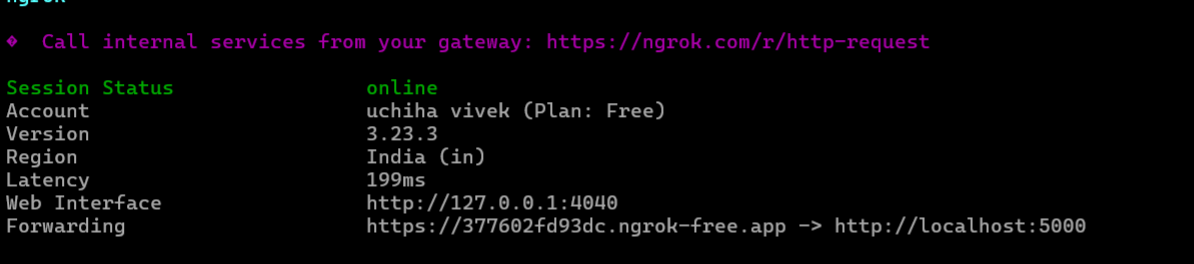 ngrok
� Call internal services from your gateway: https://ngrok.com/r/http-request
Session Status online
Account uchiha vivek (Plan: Free)
Version 3.23.3
Region India (in)
Latency 199ms
Web Interface http://127.0.0.1:4040
Forwarding https://377602fd93dc.ngrok-free.app -> http://localhost:5000